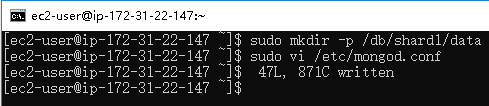 ec2-user@ip-172-31-22-147:~
[ec2-user@ip-172-31-22-147 ~]$ sudo mkdir -p /db/shard1/data
[ec2-user@ip-172-31-22-147 ~]$ sudo vi /etc/mongod.conf
[ec2-user@ip-172-31-22-147 ~]$  47L, 871C written
[ec2-user@ip-172-31-22-147 ~]$